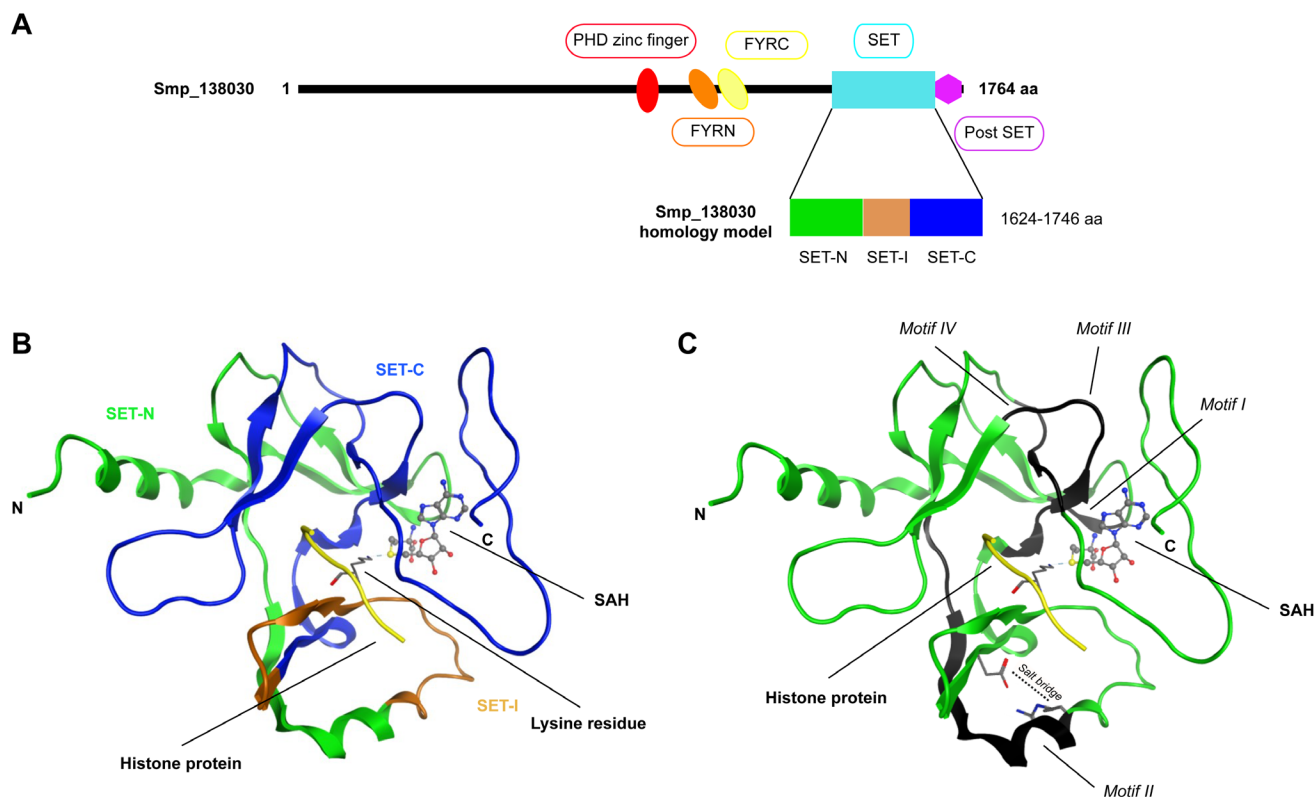 A
PHD zinc finger
FYRC
SET
Smp_138030
1
1764 aa
FYRN
Post SET
Smp_138030
homology model
1624-1746 aa
SET-N
SET-I
SET-C
B
SET-C
SET-N
N
C
SAH
SET-I
Lysine residue
Histone protein
C
Motif IV
Motif III
Motif I
N
C
SAH
Histone protein
Salt bridge
Motif II